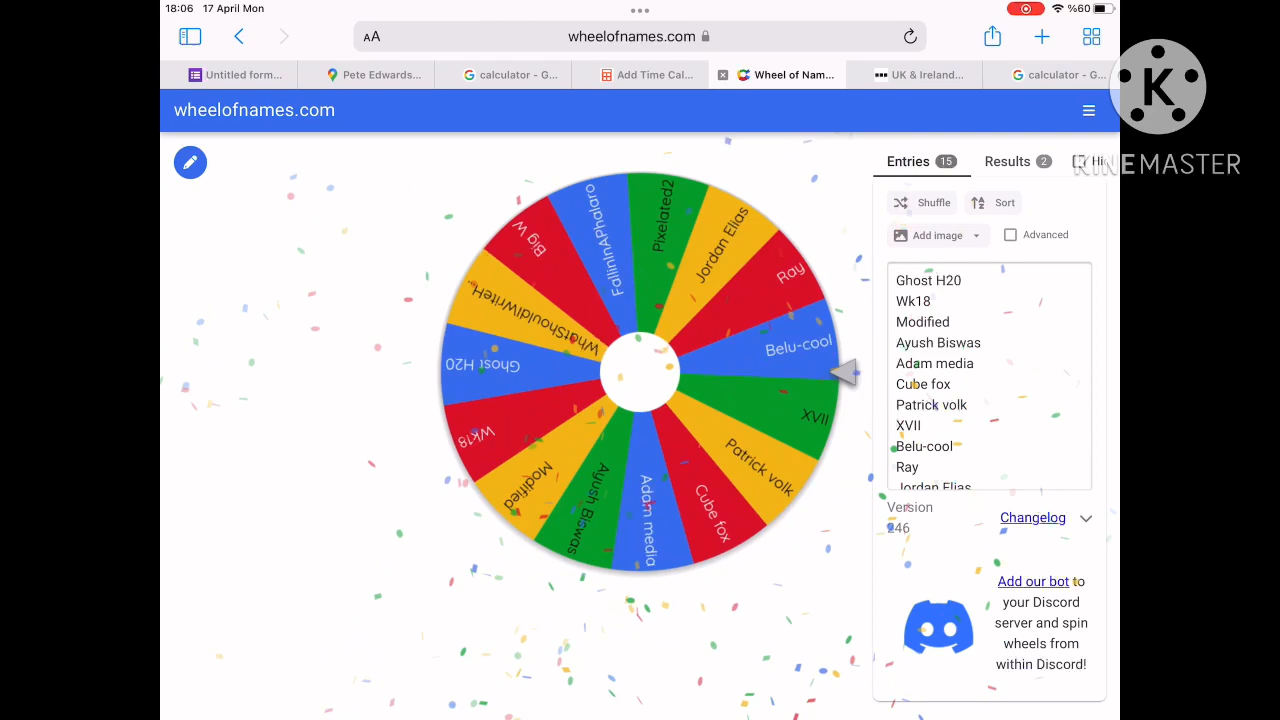 18:06 17 April Mon
%60
AA wheelofnames.com
Untitled form...
Pete Edwards...
calculator - G...
Add Time Cal...
Wheel of Nam...
UK & Ireland...
calculator - G...
wheelofnames.com
K
KINEMASTER
Entries 15 Results 2 Hi
Shuffle Sort
Add image Advanced
Ghost H20
Wk18
Modified
Ayush Biswas
Adam media
Cube fox
Patrick volk
XVII
Belu-cool
Ray
Jordan Elias
Version
246
Changelog
Add our bot to
your Discord
server and spin
wheels from
within Discord!
Pixelated2
Jordan Elias
Ray
Belu-cool
XVII
Patrick volk
Cube fox
Adam media
Ayush Biswas
Modified
Wk18
Ghost H20
WhatShouldIWriteH
Big W
FallinInAPhalaro